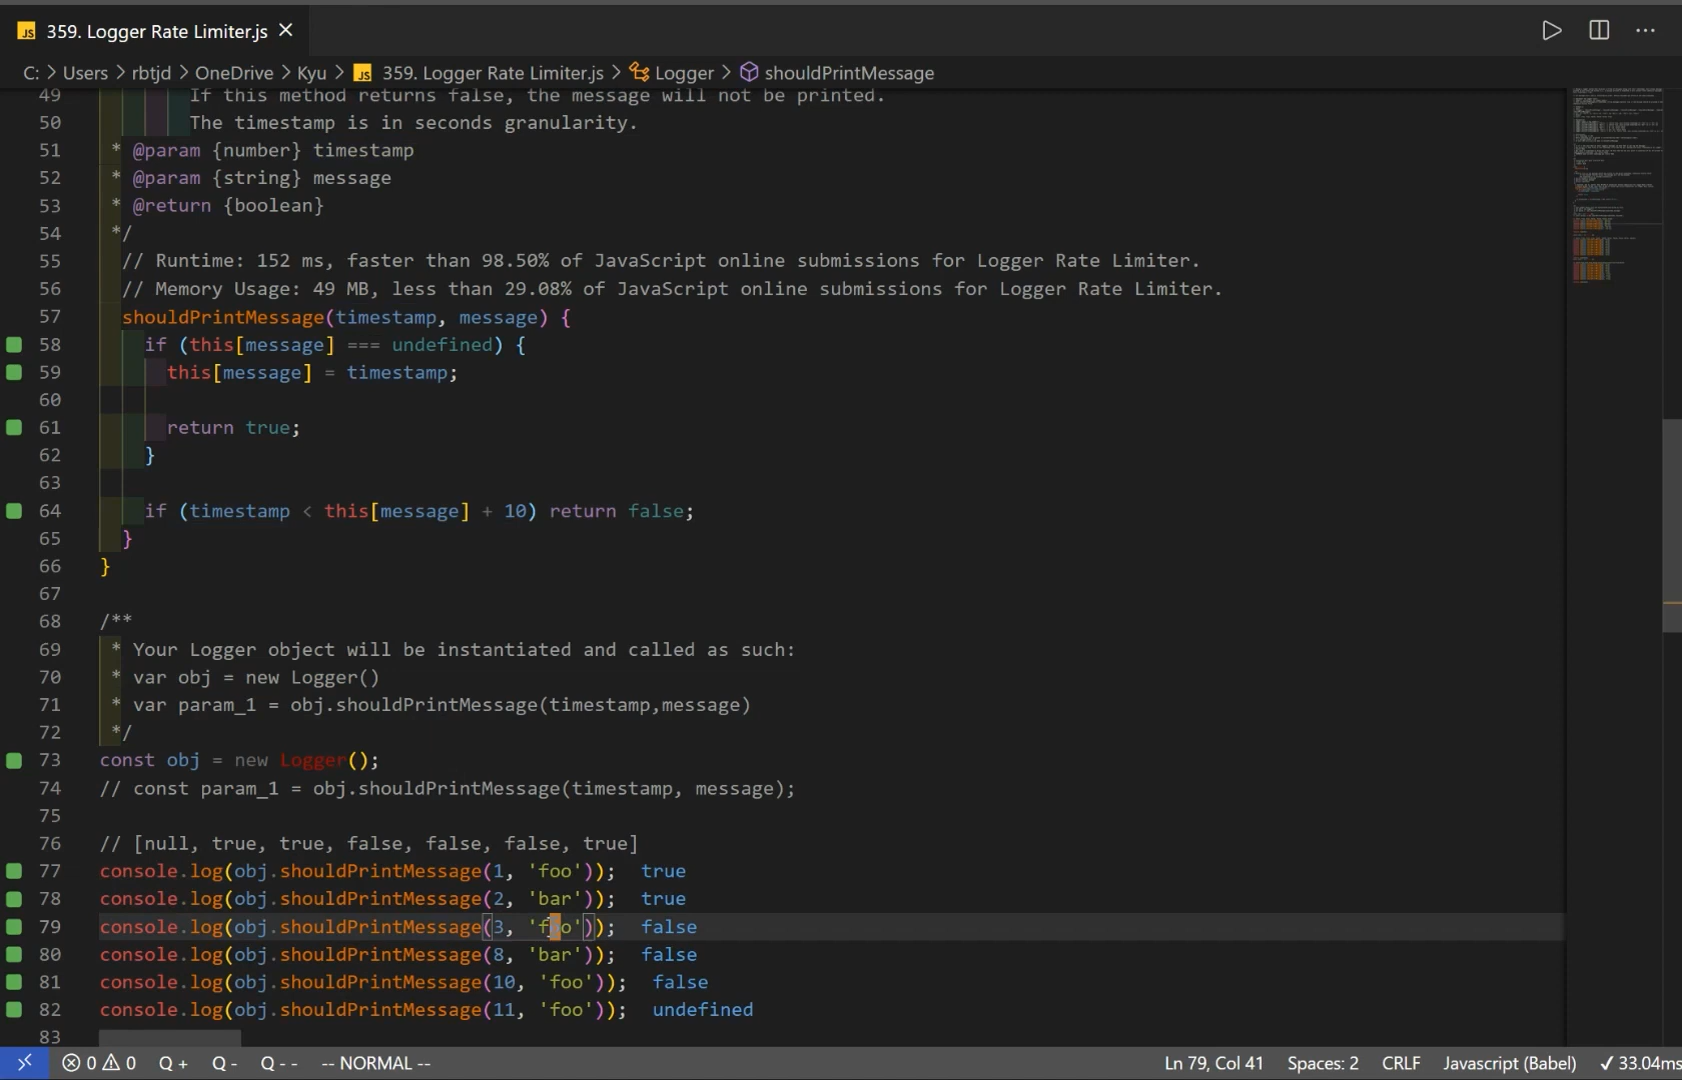 JS 359. Logger Rate Limiter.js
C: > Users > rbtjd > OneDrive > Kyu > JS 359. Logger Rate Limiter.js > Logger > shouldPrintMessage
49 If this method returns false, the message will not be printed.
50 The timestamp is in seconds granularity.
51 * @param {number} timestamp
52 * @param {string} message
53 * @return {boolean}
54 */
55 // Runtime: 152 ms, faster than 98.50% of JavaScript online submissions for Logger Rate Limiter.
56 // Memory Usage: 49 MB, less than 29.08% of JavaScript online submissions for Logger Rate Limiter.
57 shouldPrintMessage(timestamp, message) {
58 if (this[message] === undefined) {
59 this[message] = timestamp;
60
61 return true;
62 }
63
64 if (timestamp < this[message] + 10) return false;
65 }
66 }
67
68 /**
69 * Your Logger object will be instantiated and called as such:
70 * var obj = new Logger()
71 * var param_1 = obj.shouldPrintMessage(timestamp,message)
72 */
73 const obj = new Logger();
74 // const param_1 = obj.shouldPrintMessage(timestamp, message);
75
76 // [null, true, true, false, false, false, true]
77 console.log(obj.shouldPrintMessage(1, 'foo')); true
78 console.log(obj.shouldPrintMessage(2, 'bar')); true
79 console.log(obj.shouldPrintMessage(3, 'foo')); false
80 console.log(obj.shouldPrintMessage(8, 'bar')); false
81 console.log(obj.shouldPrintMessage(10, 'foo')); false
82 console.log(obj.shouldPrintMessage(11, 'foo')); undefined
83
0 0 Q + Q - Q - - -- NORMAL -- Ln 79, Col 41 Spaces: 2 CRLF Javascript (Babel) ✓ 33.04ms